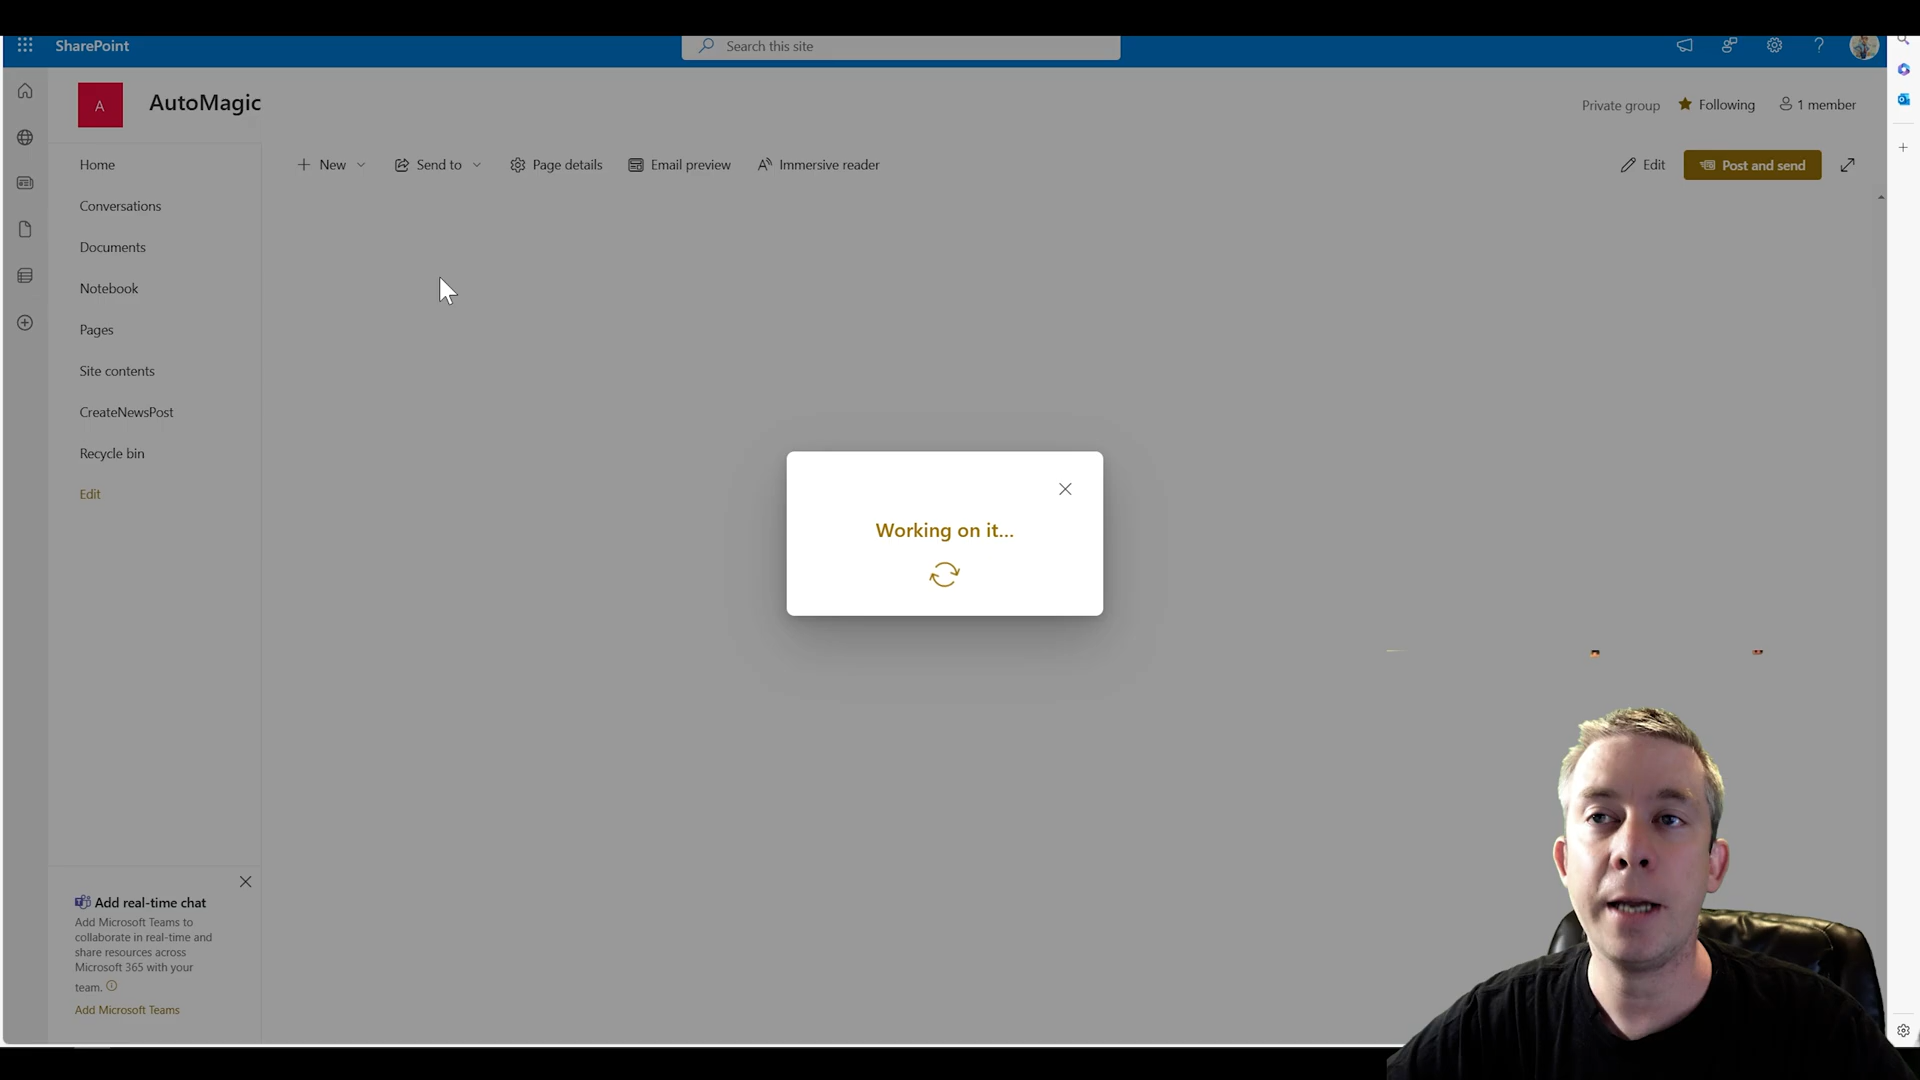 SharePoint
Search this site
A
AutoMagic
Private group
Following
1 member
Home
Conversations
Documents
Notebook
Pages
Site contents
CreateNewsPost
Recycle bin
Edit
New
Send to
Page details
Email preview
Immersive reader
Edit
Post and send
Working on it...
Add real-time chat
Add Microsoft Teams to
collaborate in real-time and
share resources across
Microsoft 365 with your
team.
Add Microsoft Teams